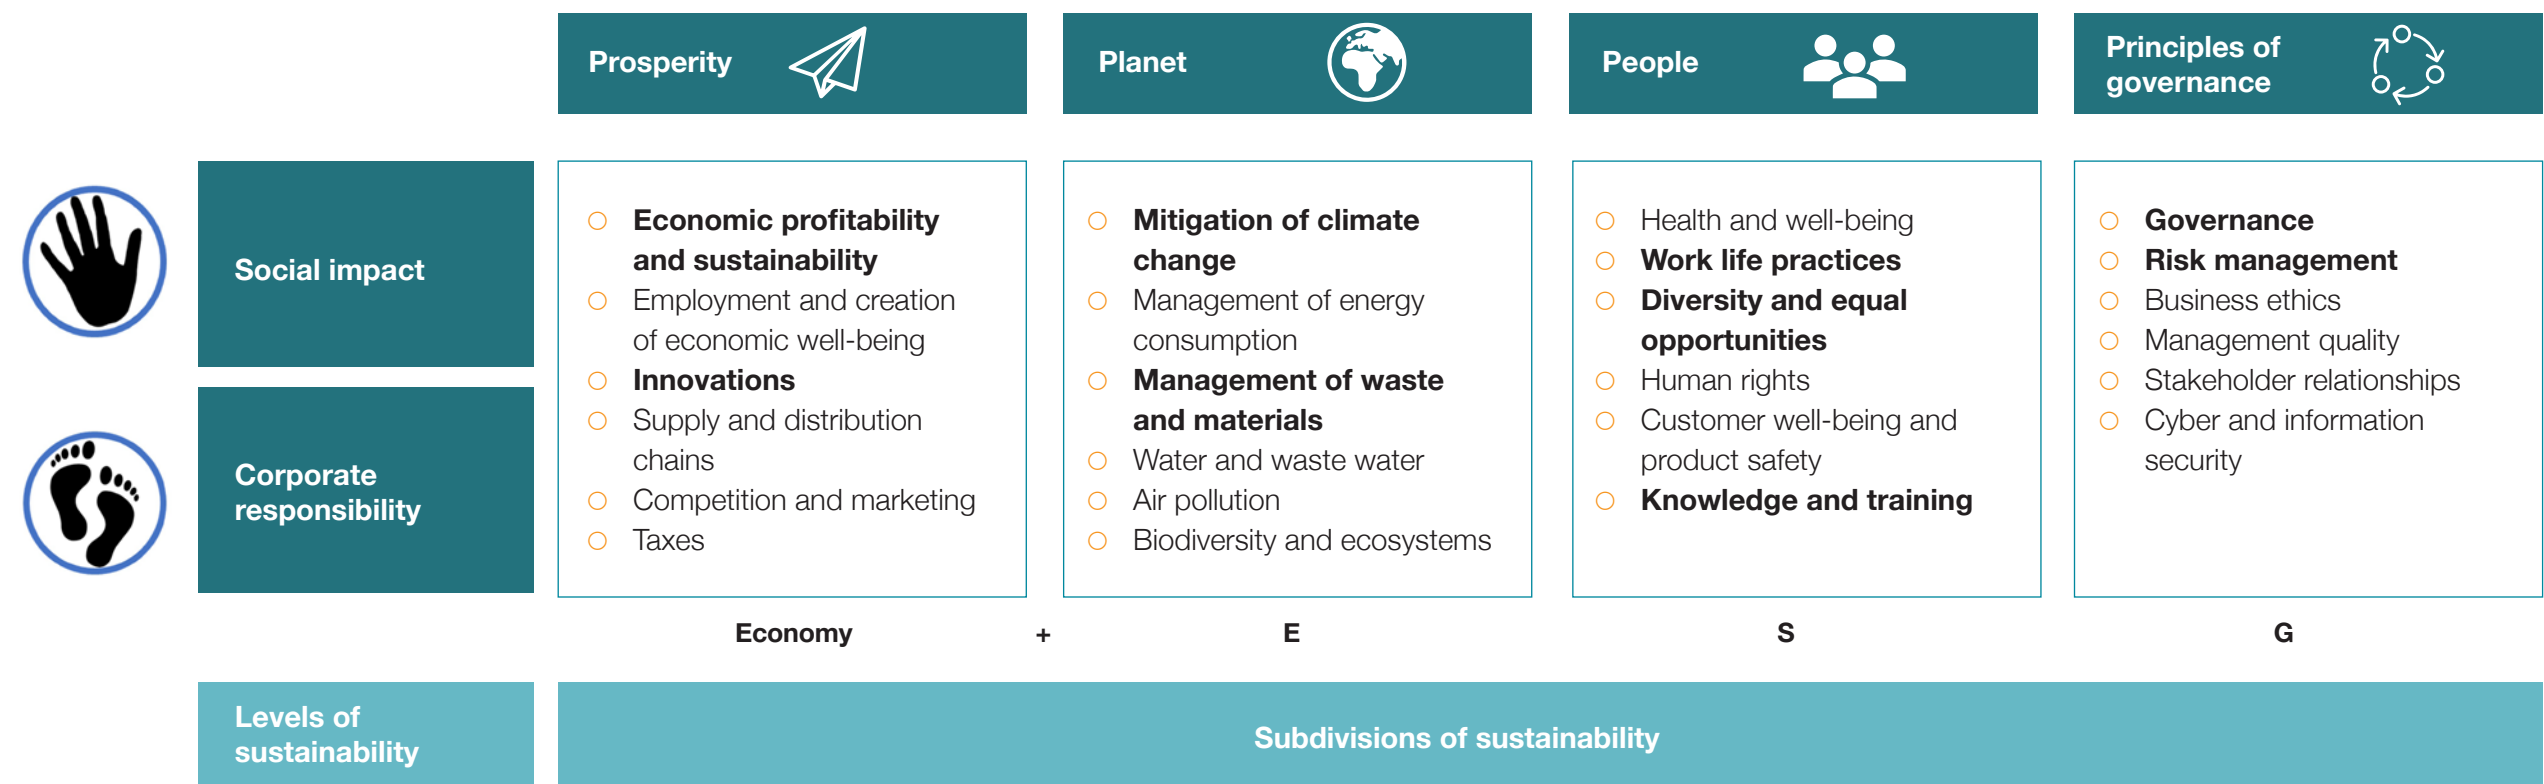 Prosperity
Planet
People
Principles of
governance
Social impact
Corporate
responsibility
Economic profitability
and sustainability
Employment and creation
of economic well-being
Innovations
Supply and distribution
chains
Competition and marketing
Taxes
Mitigation of climate
change
Management of energy
consumption
Management of waste
and materials
Water and waste water
Air pollution
Biodiversity and ecosystems
Health and well-being
Work life practices
Diversity and equal
opportunities
Human rights
Customer well-being and
product safety
Knowledge and training
Governance
Risk management
Business ethics
Management quality
Stakeholder relationships
Cyber and information
security
Economy + E S G
Levels of
sustainability
Subdivisions of sustainability